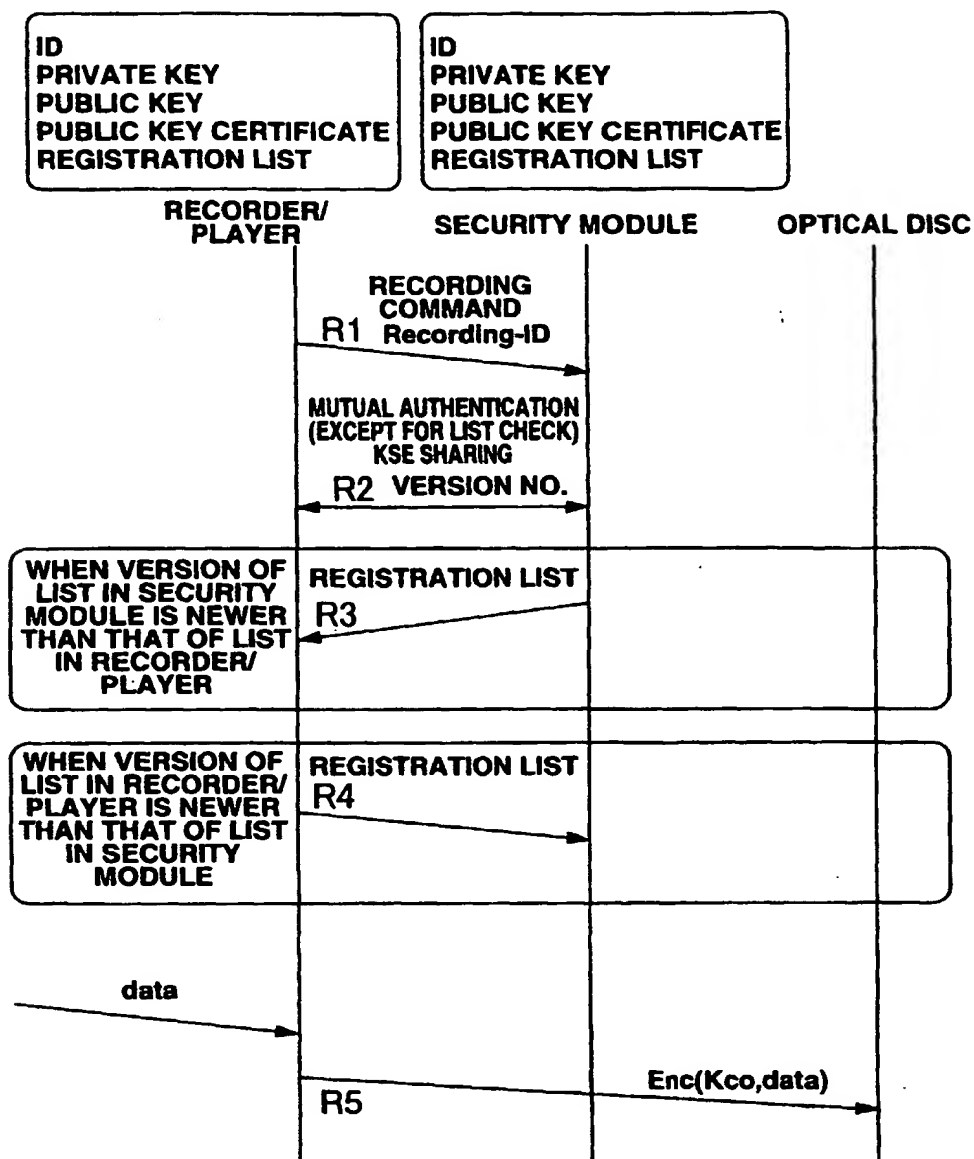 ID
PRIVATE KEY
PUBLIC KEY
PUBLIC KEY CERTIFICATE
REGISTRATION LIST
ID
PRIVATE KEY
PUBLIC KEY
PUBLIC KEY CERTIFICATE
REGISTRATION LIST
RECORDER/
PLAYER
SECURITY MODULE
OPTICAL DISC
RECORDING
COMMAND
R1 Recording-ID
MUTUAL AUTHENTICATION
(EXCEPT FOR LIST CHECK)
KSE SHARING
R2 VERSION NO.
WHEN VERSION OF
LIST IN SECURITY
MODULE IS NEWER
THAN THAT OF LIST
IN RECORDER/
PLAYER
REGISTRATION LIST
R3
WHEN VERSION OF
LIST IN RECORDER/
PLAYER IS NEWER
THAN THAT OF LIST
IN SECURITY
MODULE
REGISTRATION LIST
R4
data
Enc(Kco,data)
R5